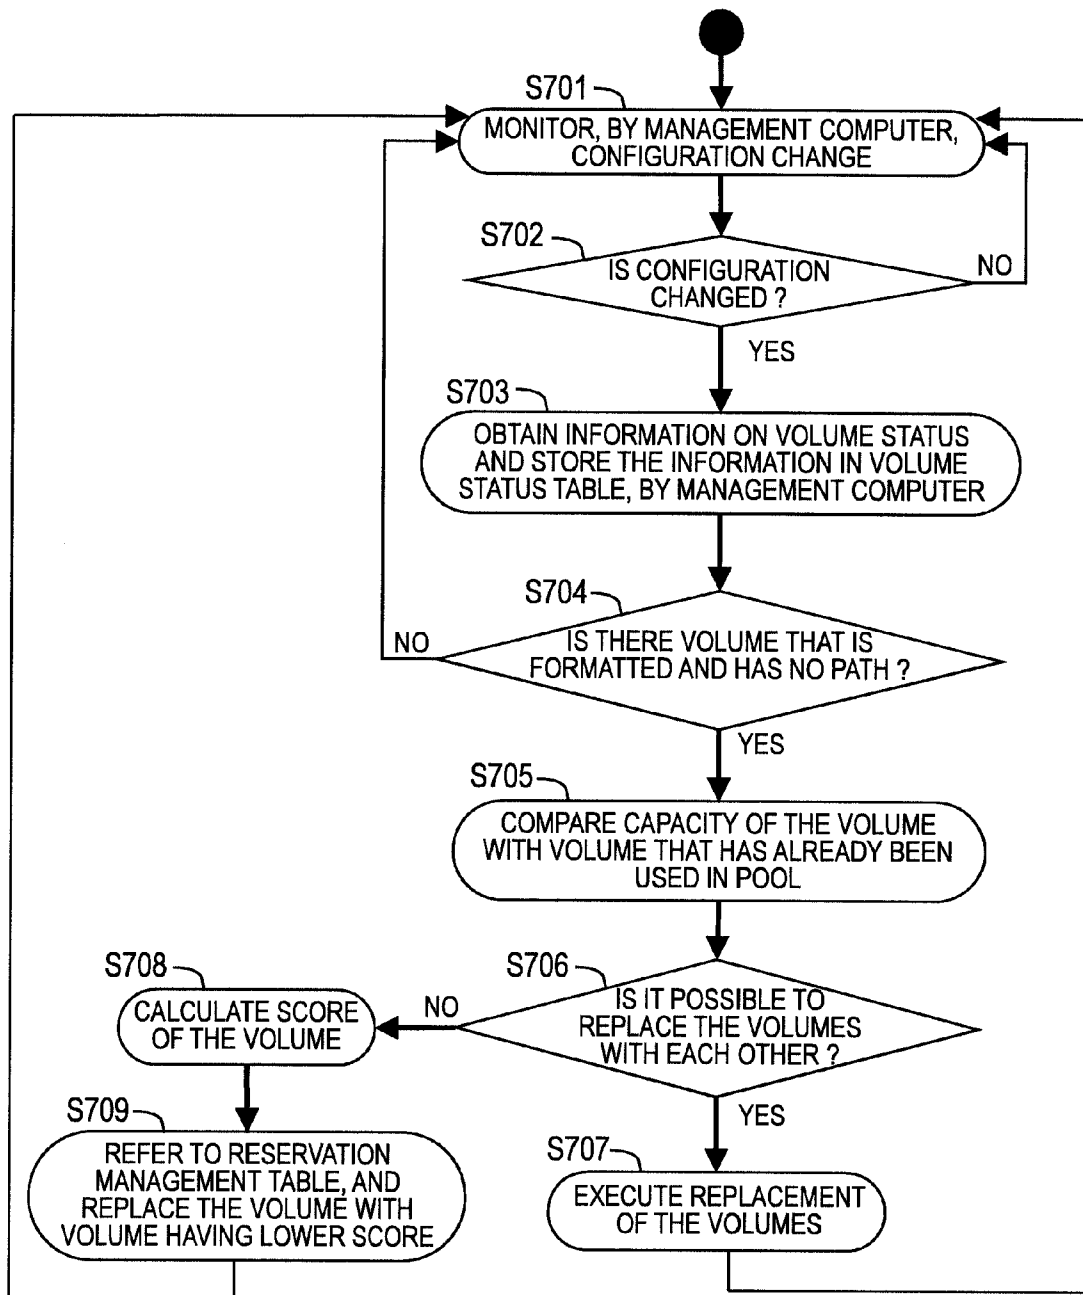 S701
MONITOR, BY MANAGEMENT COMPUTER,
CONFIGURATION CHANGE
S702
IS CONFIGURATION
CHANGED ?
NO
YES
S703
OBTAIN INFORMATION ON VOLUME STATUS
AND STORE THE INFORMATION IN VOLUME
STATUS TABLE, BY MANAGEMENT COMPUTER
S704
NO
IS THERE VOLUME THAT IS
FORMATTED AND HAS NO PATH ?
YES
S705
COMPARE CAPACITY OF THE VOLUME
WITH VOLUME THAT HAS ALREADY BEEN
USED IN POOL
S706
NO
IS IT POSSIBLE TO
REPLACE THE VOLUMES
WITH EACH OTHER ?
YES
S708
CALCULATE SCORE
OF THE VOLUME
S709
REFER TO RESERVATION
MANAGEMENT TABLE, AND
REPLACE THE VOLUME WITH
VOLUME HAVING LOWER SCORE
S707
EXECUTE REPLACEMENT
OF THE VOLUMES